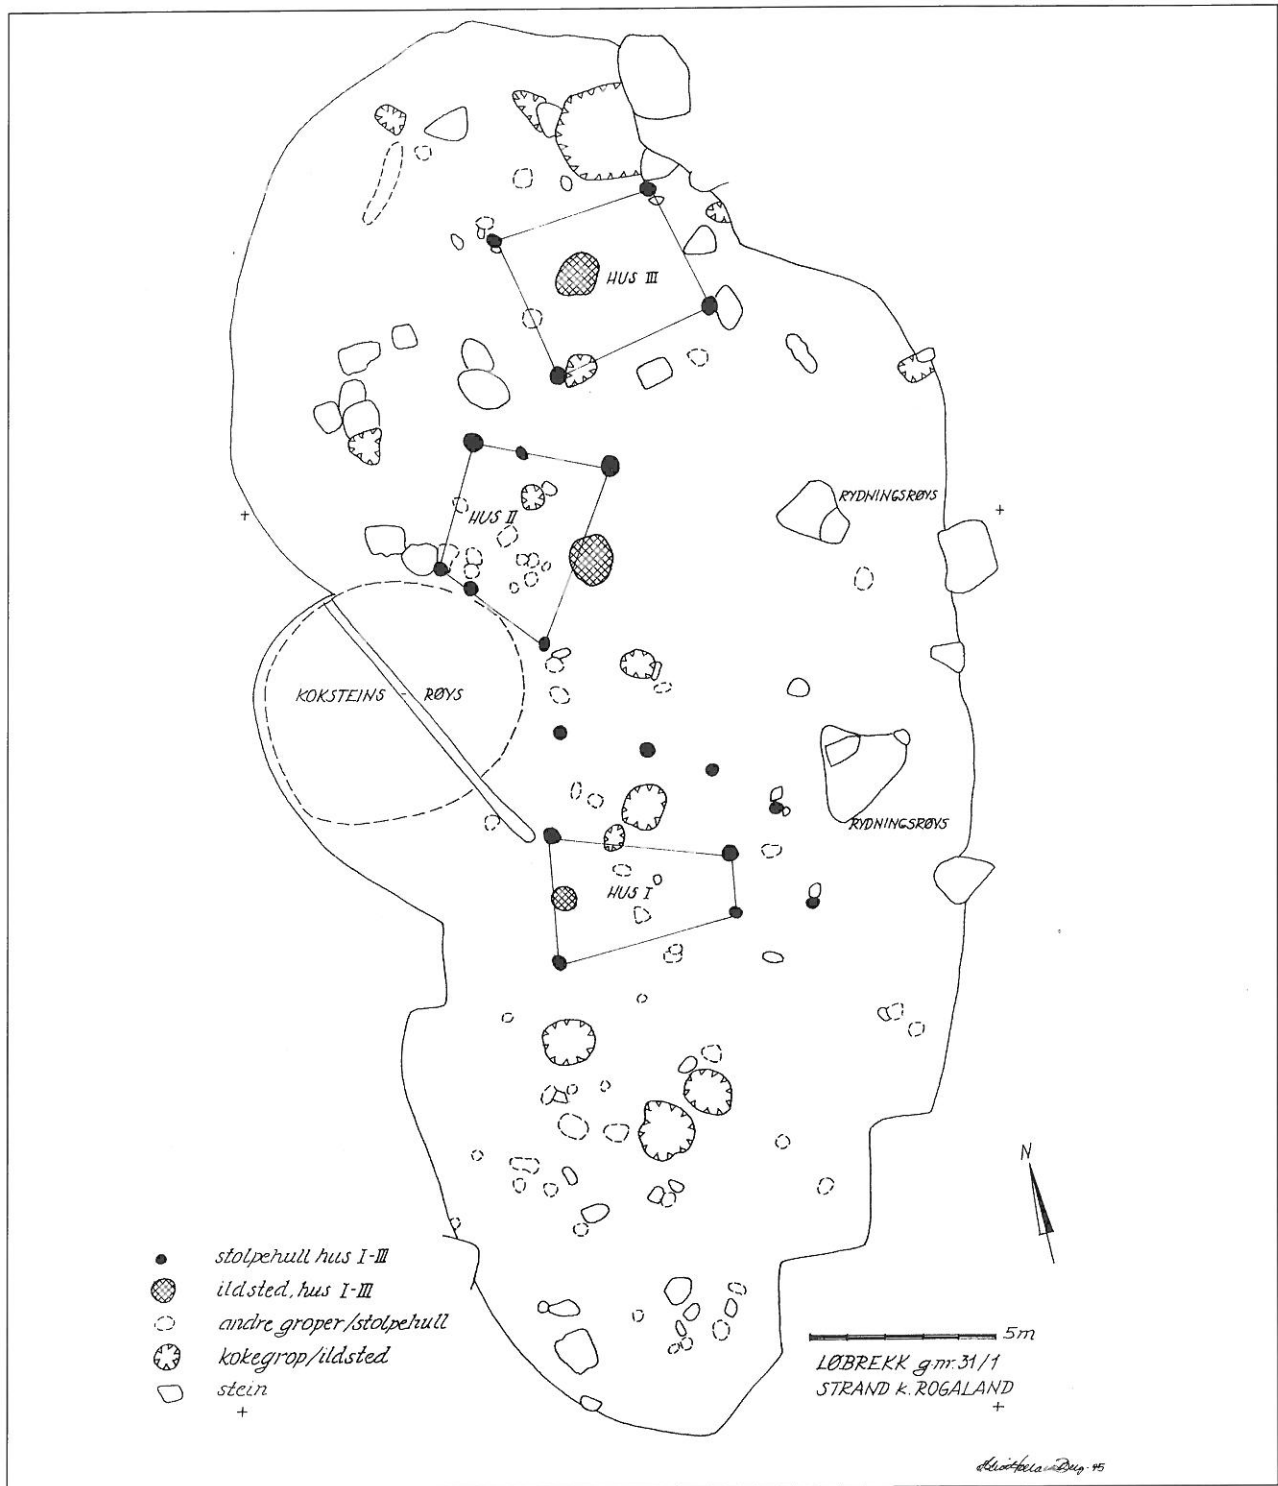 HUS III
RYDNINGSRØYS
HUS II
KOKSTEINS - RØYS
RYDNINGSRØYS
HUS I
N
stolpehull hus I-III
ildsted, hus I-III
andre groper/stolpehull
kokegrop/ildsted
stein
5m
LØBREKK gnr. 31/1
STRAND K. ROGALAND